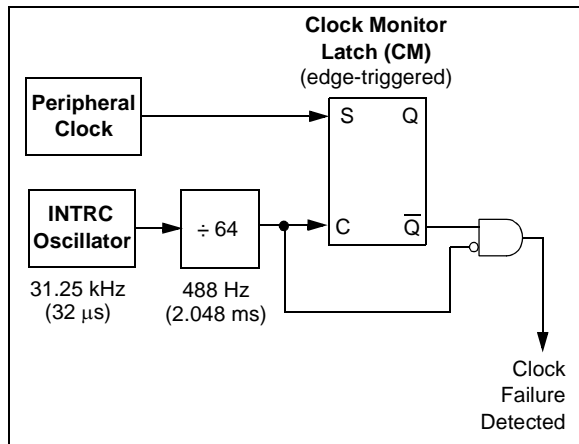 Clock Monitor
Latch (CM)
(edge-triggered)
Peripheral
Clock
S
Q
INTRC
Oscillator
÷ 64
C
Q̅
31.25 kHz
(32 μs)
488 Hz
(2.048 ms)
Clock
Failure
Detected